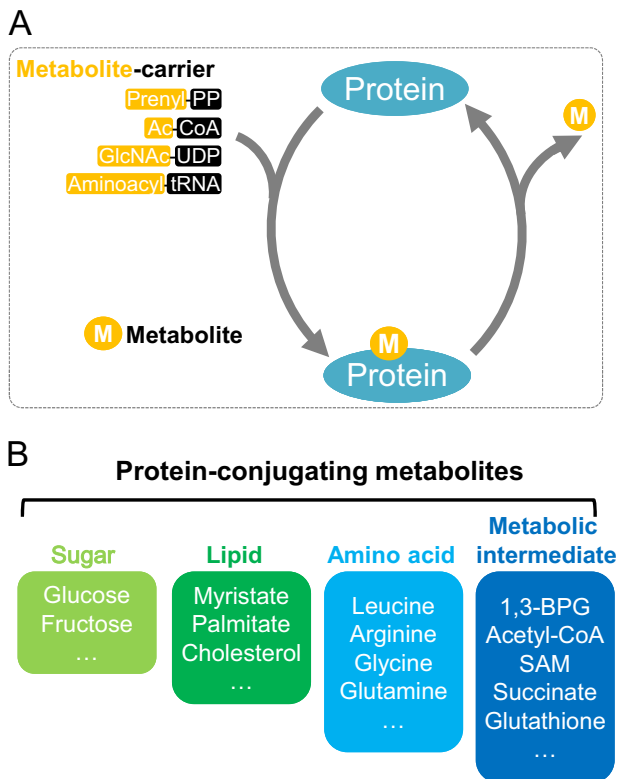 A
Metabolite-carrier
Prenyl-PP
Ac-CoA
GlcNAc-UDP
Aminoacyl-tRNA
Protein
M
M Metabolite
M
Protein
B
Protein-conjugating metabolites
Sugar
Glucose
Fructose
…
Lipid
Myristate
Palmitate
Cholesterol
…
Amino acid
Leucine
Arginine
Glycine
Glutamine
…
Metabolic
intermediate
1,3-BPG
Acetyl-CoA
SAM
Succinate
Glutathione
…